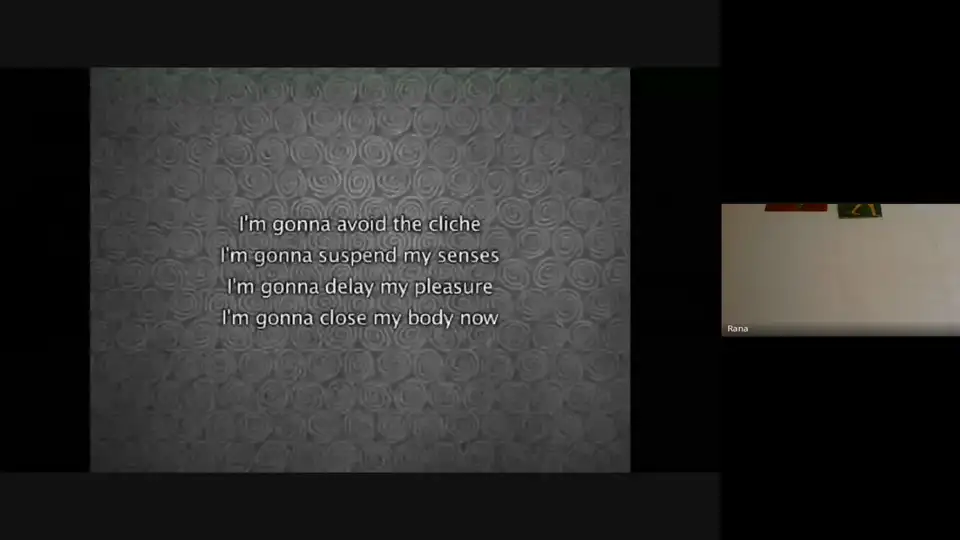 I'm gonna avoid the cliche
I'm gonna suspend my senses
I'm gonna delay my pleasure
I'm gonna close my body now
Rana